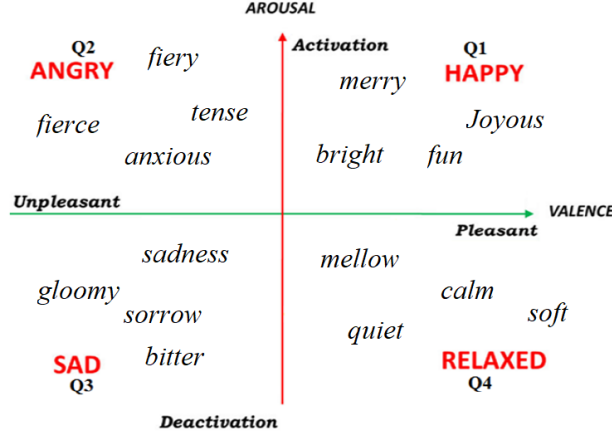 AROUSAL
Q2
ANGRY
fiery
Activation
Q1
HAPPY
merry
fierce
tense
Joyous
anxious
bright
fun
Unpleasant
VALENCE
Pleasant
sadness
mellow
gloomy
calm
sorrow
soft
quiet
bitter
SAD
Q3
RELAXED
Q4
Deactivation